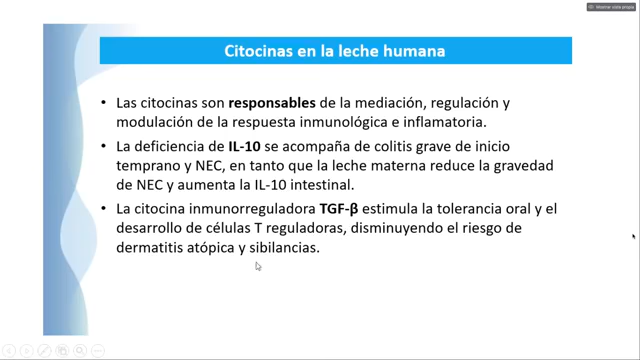 Mostrar vista propia
Citocinas en la leche humana
• Las citocinas son responsables de la mediación, regulación y
modulación de la respuesta inmunológica e inflamatoria.
• La deficiencia de IL-10 se acompaña de colitis grave de inicio
temprano y NEC, en tanto que la leche materna reduce la gravedad
de NEC y aumenta la IL-10 intestinal.
• La citocina inmunorreguladora TGF-β estimula la tolerancia oral y el
desarrollo de células T reguladoras, disminuyendo el riesgo de
dermatitis atópica y sibilancias.